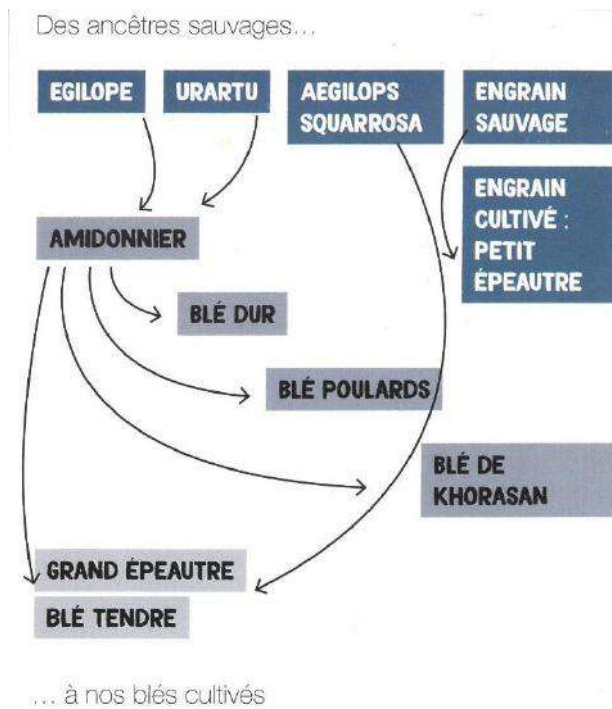 Des ancêtres sauvages...
EGILOPE
URARTU
AEGILOPS
SQUARROSA
ENGRAIN
SAUVAGE
ENGRAIN
CULTIVÉ :
PETIT
ÉPEAUTRE
AMIDONNIER
BLÉ DUR
BLÉ POULARDS
BLÉ DE
KHORASAN
GRAND ÉPEAUTRE
BLÉ TENDRE
... à nos blés cultivés